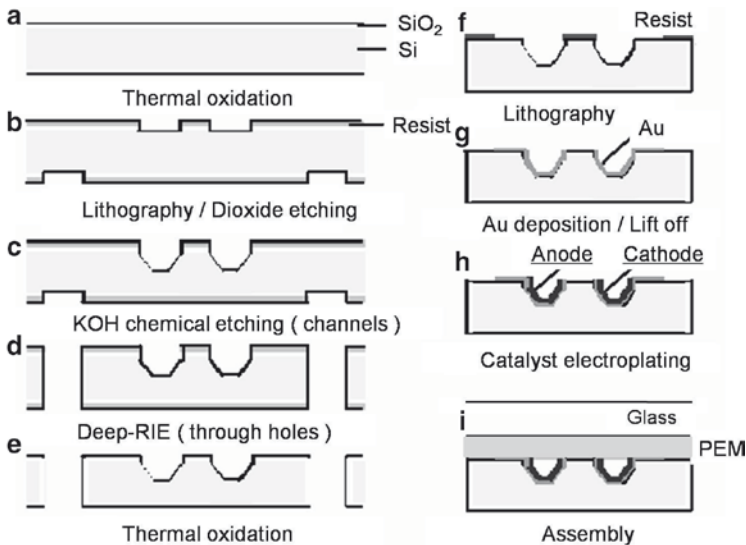 a
SiO₂
Si
Thermal oxidation
b
Resist
Lithography / Dioxide etching
c
KOH chemical etching ( channels )
d
Deep-RIE ( through holes )
e
Thermal oxidation
f
Resist
Lithography
g
Au
Au deposition / Lift off
h
Anode Cathode
Catalyst electroplating
i
Glass
PEM
Assembly